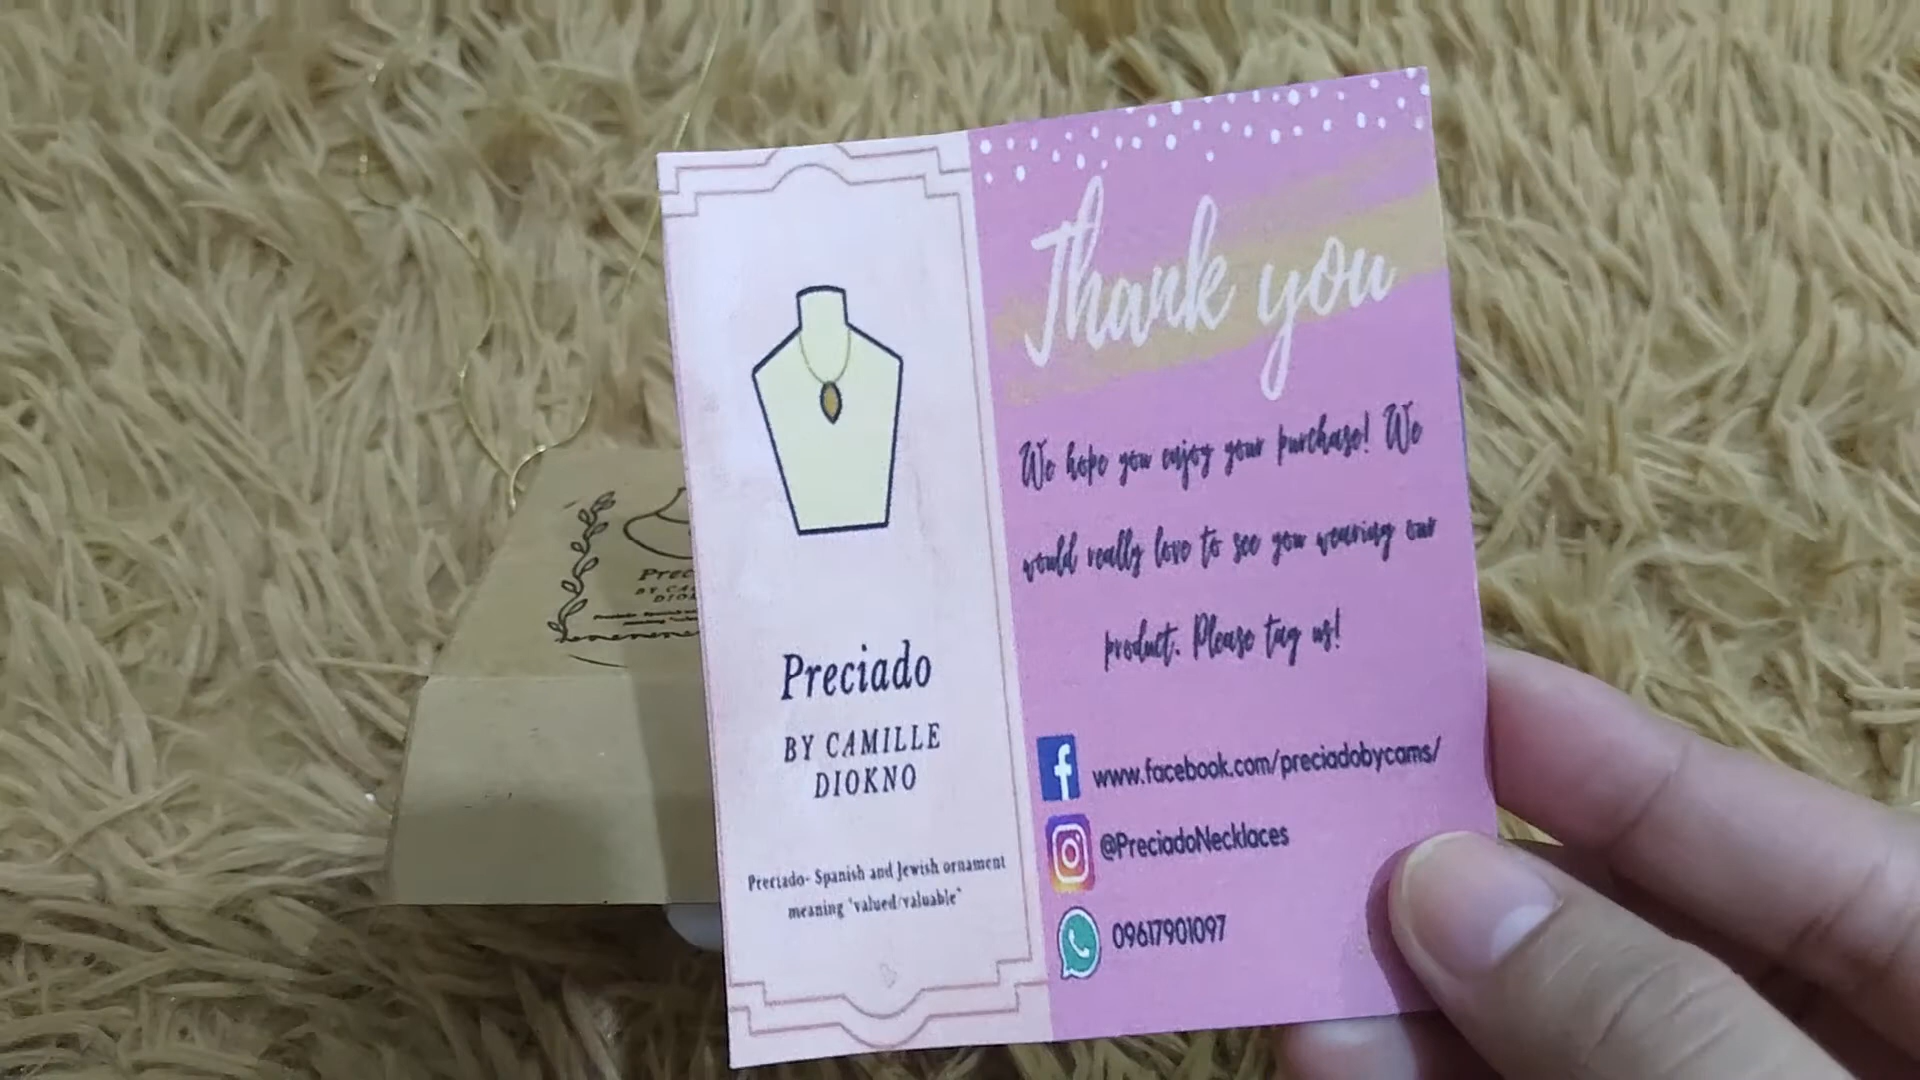 Preciado
BY CAMILLE
DIOKNO
Preciado- Spanish and Jewish ornament
meaning "valued/valuable"
Thank you
We hope you enjoy your purchase! We
would really love to see you wearing our
product. Please tag us!
www.facebook.com/preciadobycams/
@PreciadoNecklaces
09617901097